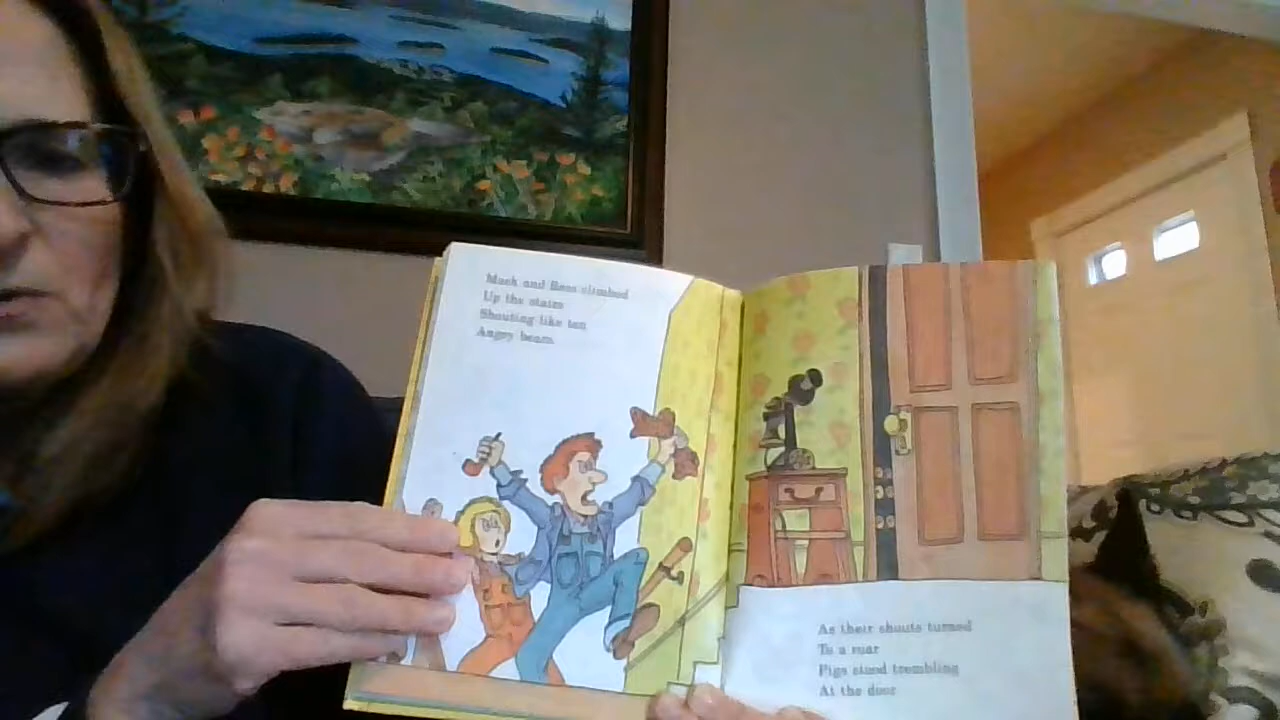 Mack and Bess climbed
Up the stairs
Shouting like ten
Angry bears.
As their shouts turned
To a roar
Pigs stood trembling
At the door.